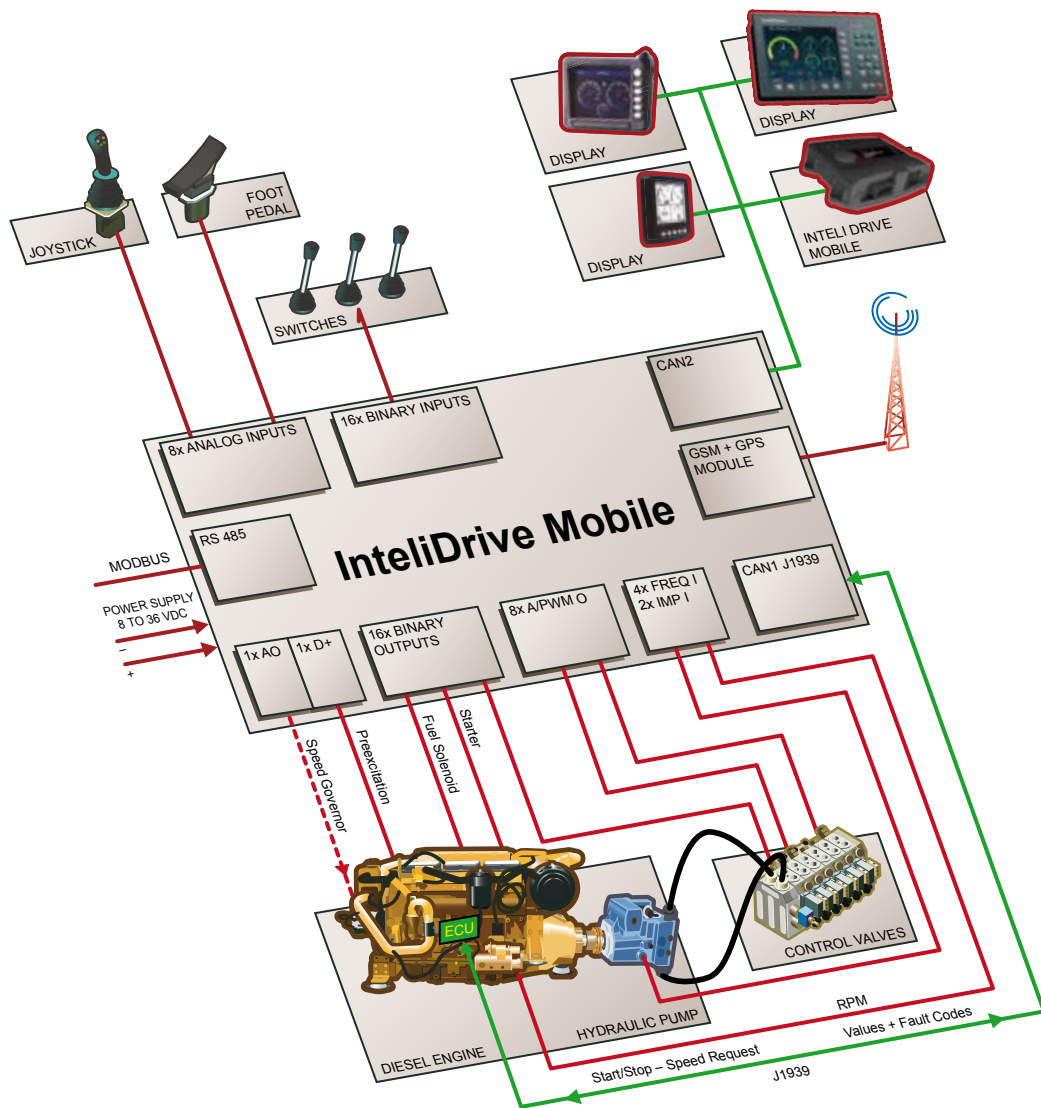 DISPLAY
DISPLAY
DISPLAY
INTELI DRIVE
MOBILE
JOYSTICK
FOOT
PEDAL
SWITCHES
8x ANALOG INPUTS
16x BINARY INPUTS
CAN2
GSM + GPS
MODULE
InteliDrive Mobile
RS 485
MODBUS
POWER SUPPLY
8 TO 36 VDC
–
+
1x AO
1x D+
16x BINARY
OUTPUTS
8x A/PWM O
4x FREQ I
2x IMP I
CAN1 J1939
Speed Governor
Preexcitation
Fuel Solenoid
Starter
ECU
CONTROL VALVES
HYDRAULIC PUMP
DIESEL ENGINE
RPM
Values + Fault Codes
Start/Stop – Speed Request
J1939